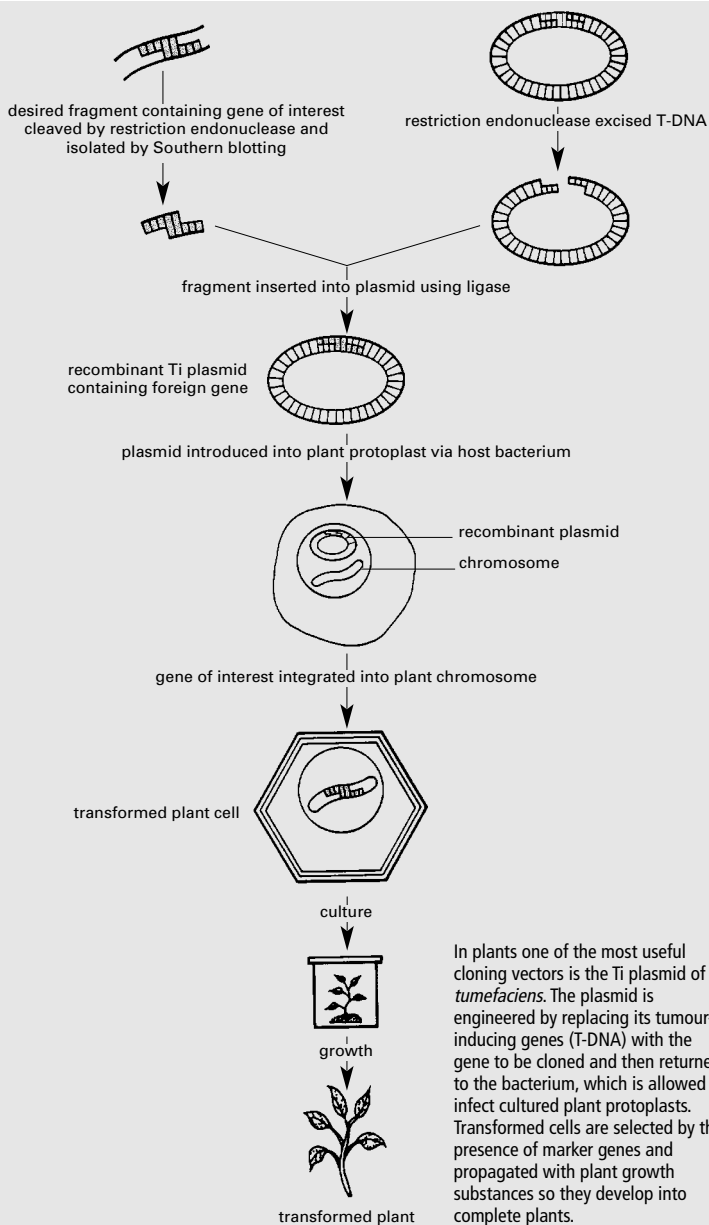 desired fragment containing gene of interest
cleaved by restriction endonuclease and
isolated by Southern blotting
restriction endonuclease excised T-DNA
fragment inserted into plasmid using ligase
recombinant Ti plasmid
containing foreign gene
plasmid introduced into plant protoplast via host bacterium
recombinant plasmid
chromosome
gene of interest integrated into plant chromosome
transformed plant cell
culture
growth
transformed plant
In plants one of the most useful
cloning vectors is the Ti plasmid of
tumefaciens. The plasmid is
engineered by replacing its tumour
inducing genes (T-DNA) with the
gene to be cloned and then returne
to the bacterium, which is allowed
infect cultured plant protoplasts.
Transformed cells are selected by th
presence of marker genes and
propagated with plant growth
substances so they develop into
complete plants.